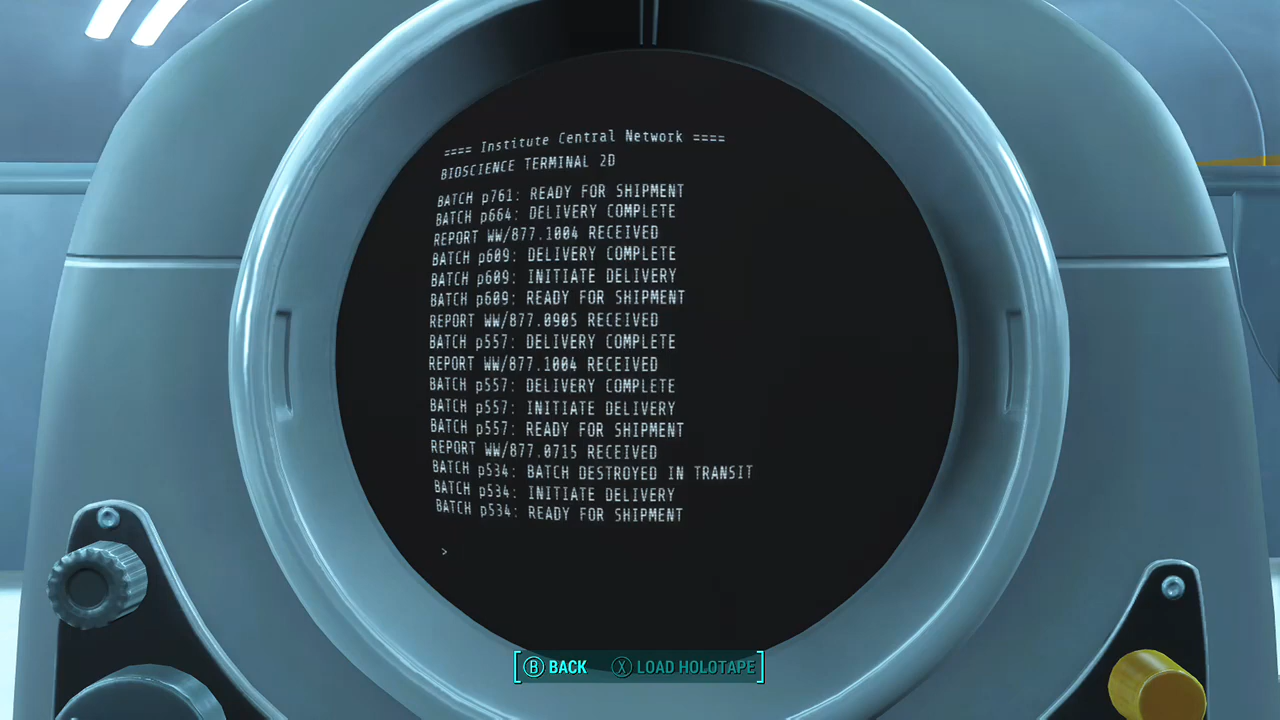 ==== Institute Central Network ====
BIOSCIENCE TERMINAL 2D
BATCH p761: READY FOR SHIPMENT
BATCH p664: DELIVERY COMPLETE
REPORT WW/877.1004 RECEIVED
BATCH p609: DELIVERY COMPLETE
BATCH p609: INITIATE DELIVERY
BATCH p609: READY FOR SHIPMENT
REPORT WW/877.0905 RECEIVED
BATCH p557: DELIVERY COMPLETE
REPORT WW/877.1004 RECEIVED
BATCH p557: DELIVERY COMPLETE
BATCH p557: INITIATE DELIVERY
BATCH p557: READY FOR SHIPMENT
REPORT WW/877.0715 RECEIVED
BATCH p534: BATCH DESTROYED IN TRANSIT
BATCH p534: INITIATE DELIVERY
BATCH p534: READY FOR SHIPMENT
>
B BACK X LOAD HOLOTAPE